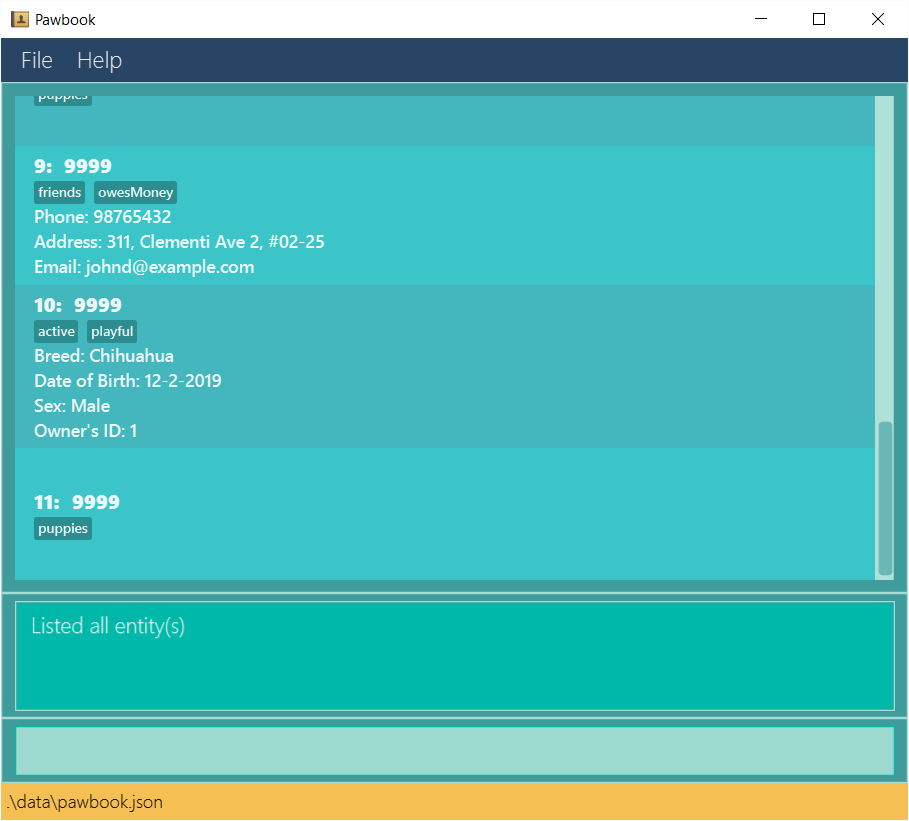 Pawbook
File Help
puppies
9: 9999
friends owesMoney
Phone: 98765432
Address: 311, Clementi Ave 2, #02-25
Email: johnd@example.com
10: 9999
active playful
Breed: Chihuahua
Date of Birth: 12-2-2019
Sex: Male
Owner's ID: 1
11: 9999
puppies
Listed all entity(s)
.\data\pawbook.json